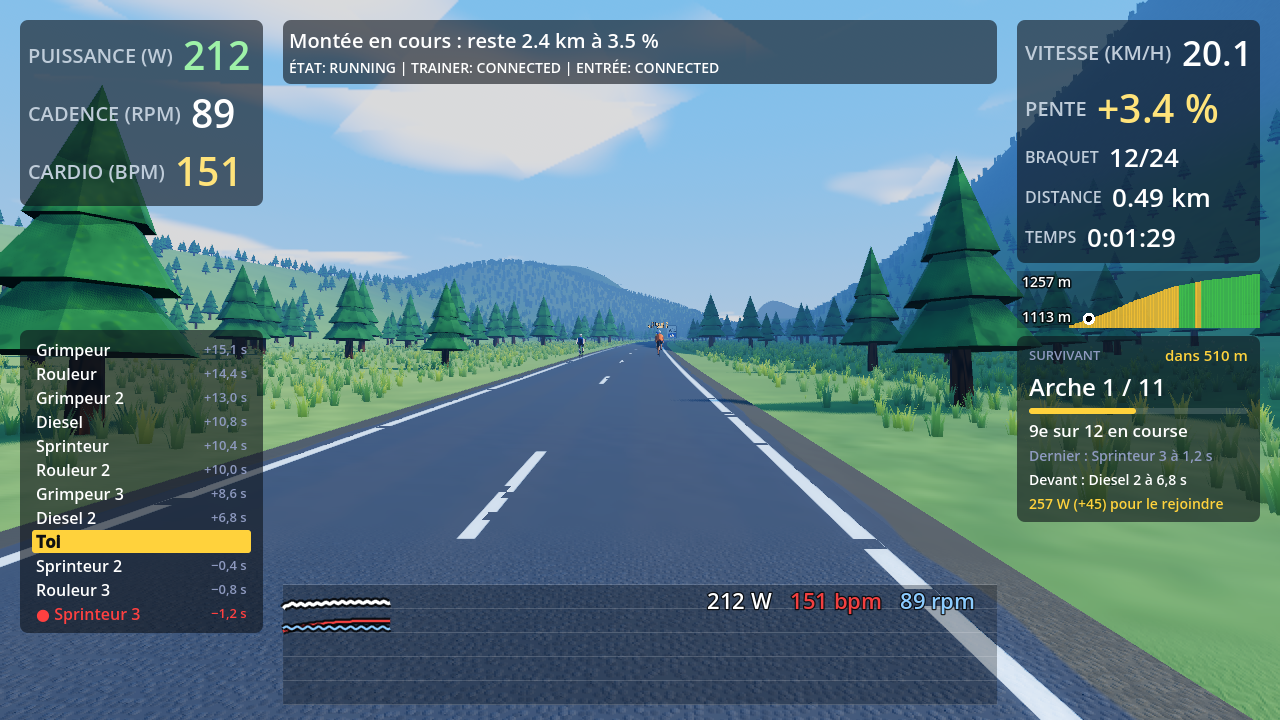 PUISSANCE (W) 212
CADENCE (RPM) 89
CARDIO (BPM) 151
Montée en cours : reste 2.4 km à 3.5 %
ÉTAT: RUNNING | TRAINER: CONNECTED | ENTRÉE: CONNECTED
VITESSE (KM/H) 20.1
PENTE +3.4 %
BRAQUET 12/24
DISTANCE 0.49 km
TEMPS 0:01:29
1257 m
1113 m
SURVIVANT dans 510 m
Arche 1 / 11
9e sur 12 en course
Dernier : Sprinteur 3 à 1,2 s
Devant : Diesel 2 à 6,8 s
257 W (+45) pour le rejoindre
Grimpeur +15,1 s
Rouleur +14,4 s
Grimpeur 2 +13,0 s
Diesel +10,8 s
Sprinteur +10,4 s
Rouleur 2 +10,0 s
Grimpeur 3 +8,6 s
Diesel 2 +6,8 s
Toi
Sprinteur 2 −0,4 s
Rouleur 3 −0,8 s
Sprinteur 3 −1,2 s
212 W 151 bpm 89 rpm